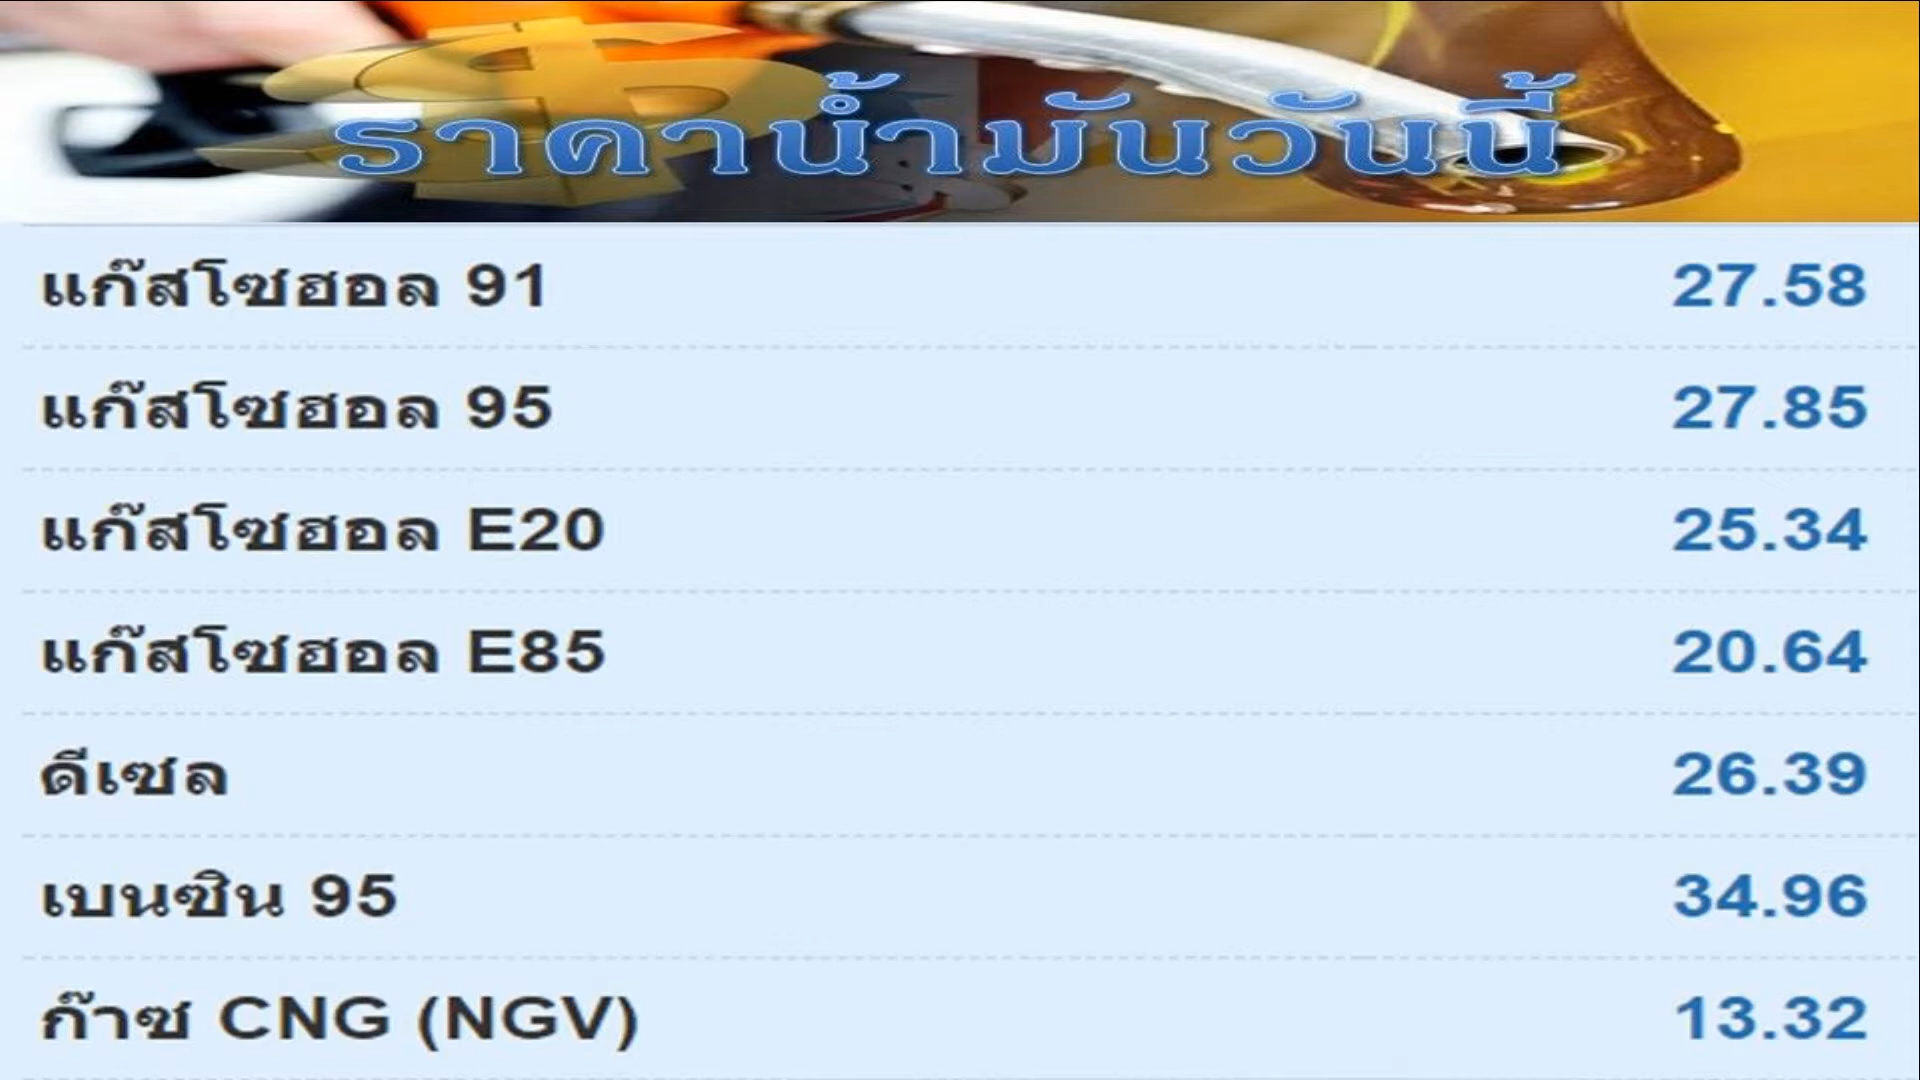 ราคาน้ำมันวันนี้
แก๊สโซฮอล 91 27.58
แก๊สโซฮอล 95 27.85
แก๊สโซฮอล E20 25.34
แก๊สโซฮอล E85 20.64
ดีเซล 26.39
เบนซิน 95 34.96
ก๊าซ CNG (NGV) 13.32